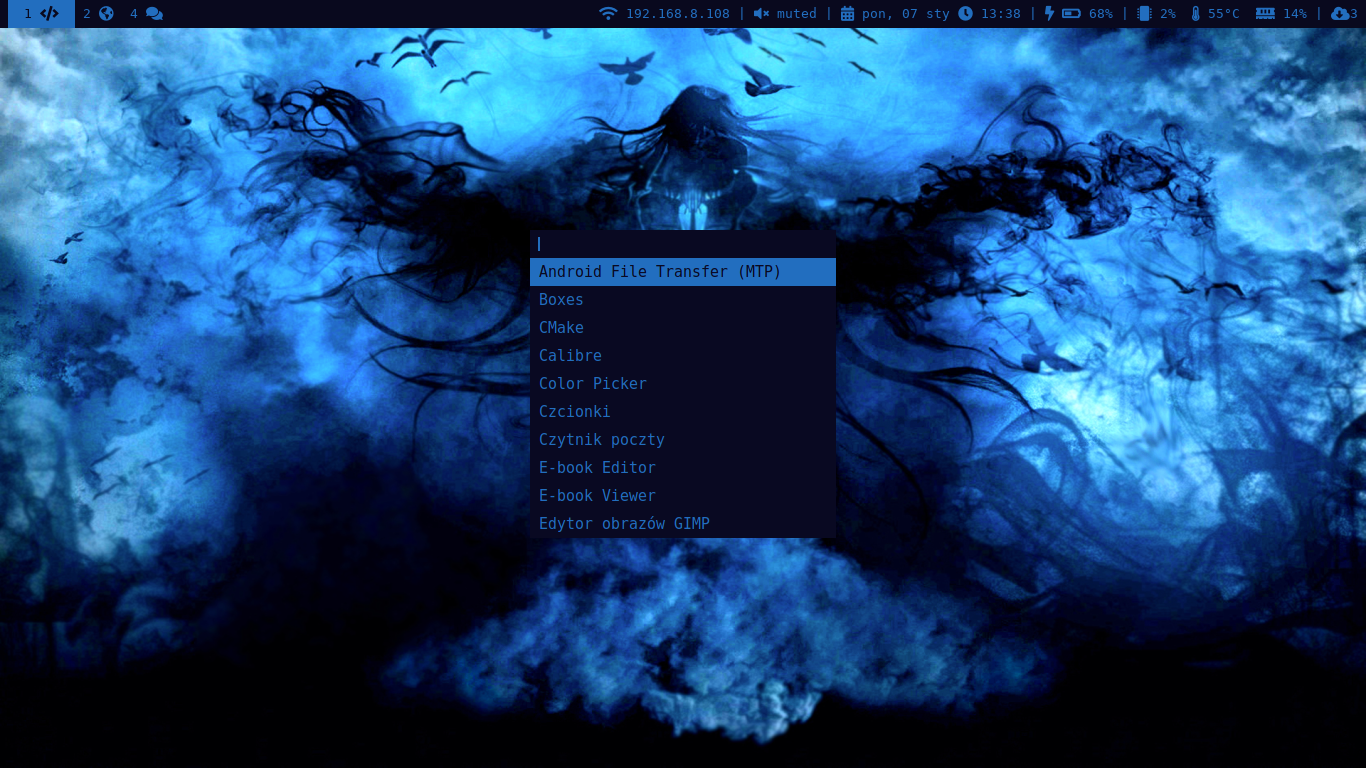 1 2 4 192.168.8.108 | muted | pon, 07 sty 13:38 | 68% | 2% 55°C 14% | 3
Android File Transfer (MTP)
Boxes
CMake
Calibre
Color Picker
Czcionki
Czytnik poczty
E-book Editor
E-book Viewer
Edytor obrazów GIMP